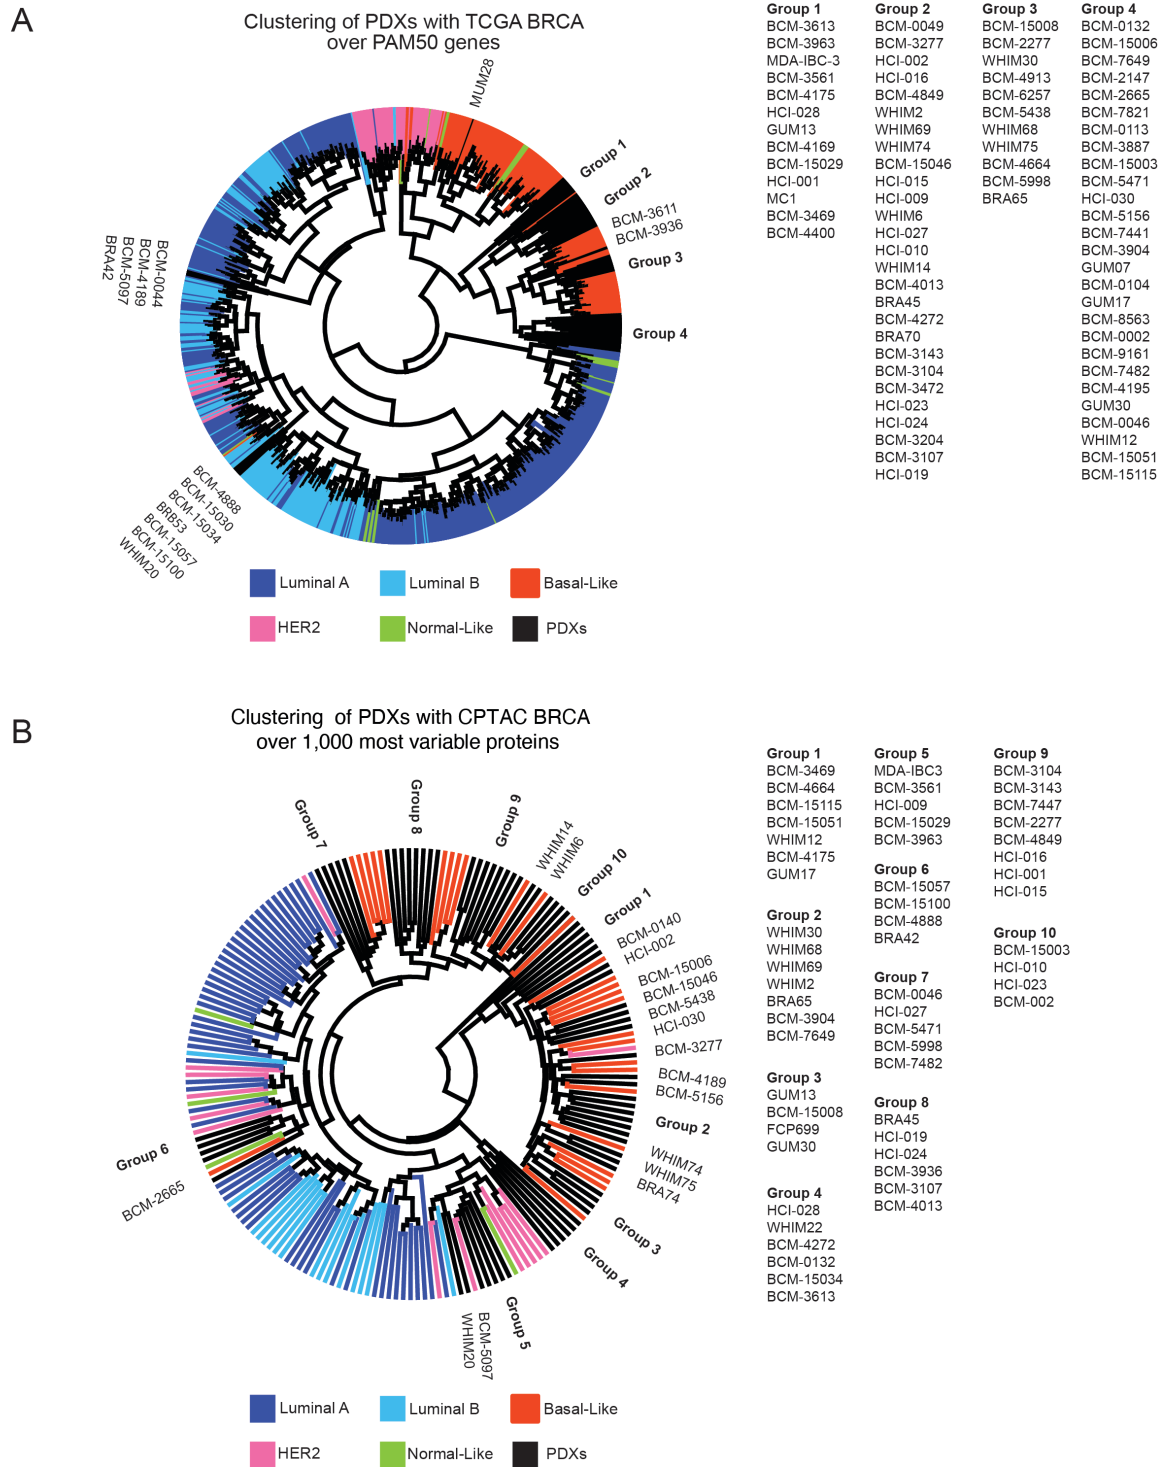 A
Clustering of PDXs with TCGA BRCA
over PAM50 genes
MUM28
Group 1
Group 2
BCM-3611
BCM-3936
Group 3
Group 4
BCM-0044
BCM-4189
BCM-5097
BRA42
BCM-4888
BCM-15030
BCM-15034
BRB53
BCM-15057
BCM-15100
WHIM20
Luminal A
Luminal B
Basal-Like
HER2
Normal-Like
PDXs
Group 1
BCM-3613
BCM-3963
MDA-IBC-3
BCM-3561
BCM-4175
HCI-028
GUM13
BCM-4169
BCM-15029
HCI-001
MC1
BCM-3469
BCM-4400
Group 2
BCM-0049
BCM-3277
HCI-002
HCI-016
BCM-4849
WHIM2
WHIM69
WHIM74
BCM-15046
HCI-015
HCI-009
WHIM6
HCI-027
HCI-010
WHIM14
BCM-4013
BRA45
BCM-4272
BRA70
BCM-3143
BCM-3104
BCM-3472
HCI-023
HCI-024
BCM-3204
BCM-3107
HCI-019
Group 3
BCM-15008
BCM-2277
WHIM30
BCM-4913
BCM-6257
BCM-5438
WHIM68
WHIM75
BCM-4664
BCM-5998
BRA65
Group 4
BCM-0132
BCM-15006
BCM-7649
BCM-2147
BCM-2665
BCM-7821
BCM-0113
BCM-3887
BCM-15003
BCM-5471
HCI-030
BCM-5156
BCM-7441
BCM-3904
GUM07
BCM-0104
GUM17
BCM-8563
BCM-0002
BCM-9161
BCM-7482
BCM-4195
GUM30
BCM-0046
WHIM12
BCM-15051
BCM-15115
B
Clustering of PDXs with CPTAC BRCA
over 1,000 most variable proteins
Group 7
Group 8
Group 9
WHIM14
WHIM6
Group 10
Group 1
BCM-0140
HCI-002
BCM-15006
BCM-15046
BCM-5438
HCI-030
BCM-3277
BCM-4189
BCM-5156
Group 2
WHIM74
WHIM75
BRA74
Group 3
Group 4
Group 5
BCM-5097
WHIM20
Group 6
BCM-2665
Luminal A
Luminal B
Basal-Like
HER2
Normal-Like
PDXs
Group 1
BCM-3469
BCM-4664
BCM-15115
BCM-15051
WHIM12
BCM-4175
GUM17
Group 2
WHIM30
WHIM68
WHIM69
WHIM2
BRA65
BCM-3904
BCM-7649
Group 3
GUM13
BCM-15008
FCP699
GUM30
Group 4
HCI-028
WHIM22
BCM-4272
BCM-0132
BCM-15034
BCM-3613
Group 5
MDA-IBC3
BCM-3561
HCI-009
BCM-15029
BCM-3963
Group 6
BCM-15057
BCM-15100
BCM-4888
BRA42
Group 7
BCM-0046
HCI-027
BCM-5471
BCM-5998
BCM-7482
Group 8
BRA45
HCI-019
HCI-024
BCM-3936
BCM-3107
BCM-4013
Group 9
BCM-3104
BCM-3143
BCM-7447
BCM-2277
BCM-4849
HCI-016
HCI-001
HCI-015
Group 10
BCM-15003
HCI-010
HCI-023
BCM-002